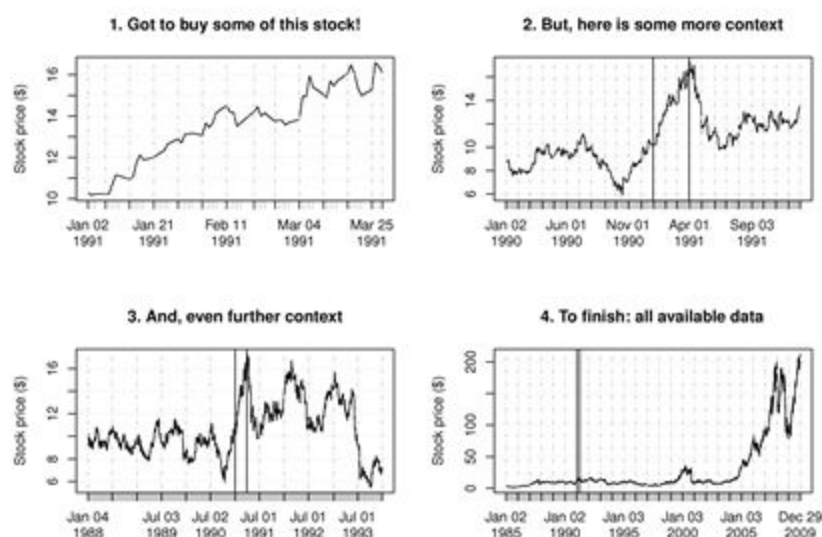 1. Got to buy some of this stock!
Stock price ($)
16
14
12
10
Jan 02 1991
Jan 21 1991
Feb 11 1991
Mar 04 1991
Mar 25 1991
2. But, here is some more context
Stock price ($)
14
10
8
6
Jan 02 1990
Jun 01 1990
Nov 01 1990
Apr 01 1991
Sep 03 1991
3. And, even further context
Stock price ($)
16
12
8
6
Jan 04 1988
Jul 03 1989
Jul 02 1990
Jul 01 1991
Jul 01 1992
Jul 01 1993
4. To finish: all available data
Stock price ($)
200
150
100
50
0
Jan 02 1985
Jan 02 1990
Jan 03 1995
Jan 03 2000
Jan 03 2005
Dec 29 2009